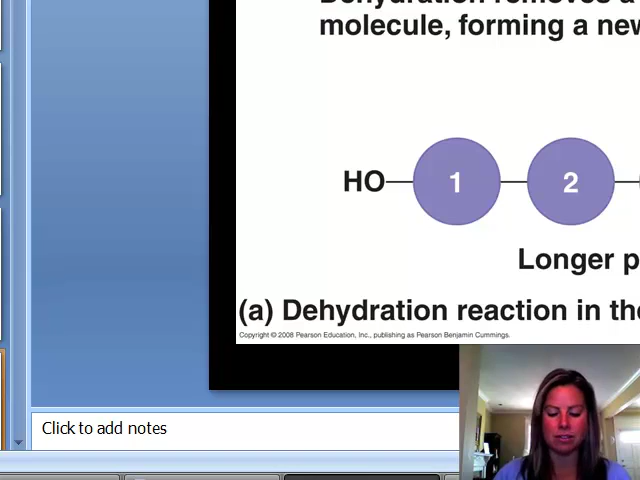 molecule, forming a new
HO
1
2
Longer p
(a) Dehydration reaction in the
Copyright © 2008 Pearson Education, Inc., publishing as Pearson Benjamin Cummings.
Click to add notes